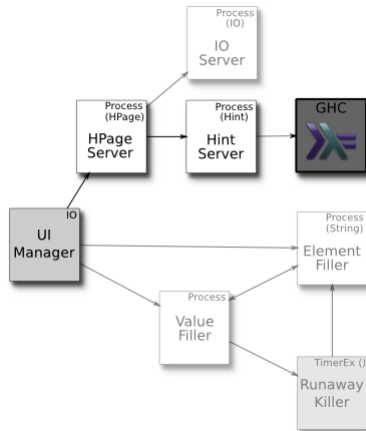 Process
(IO)
IO
Server
Process
(HPage)
HPage
Server
Process
(Hint)
Hint
Server
GHC
IO
UI
Manager
Process
(String)
Element
Filler
Process
Value
Filler
TimerEx ()
Runaway
Killer